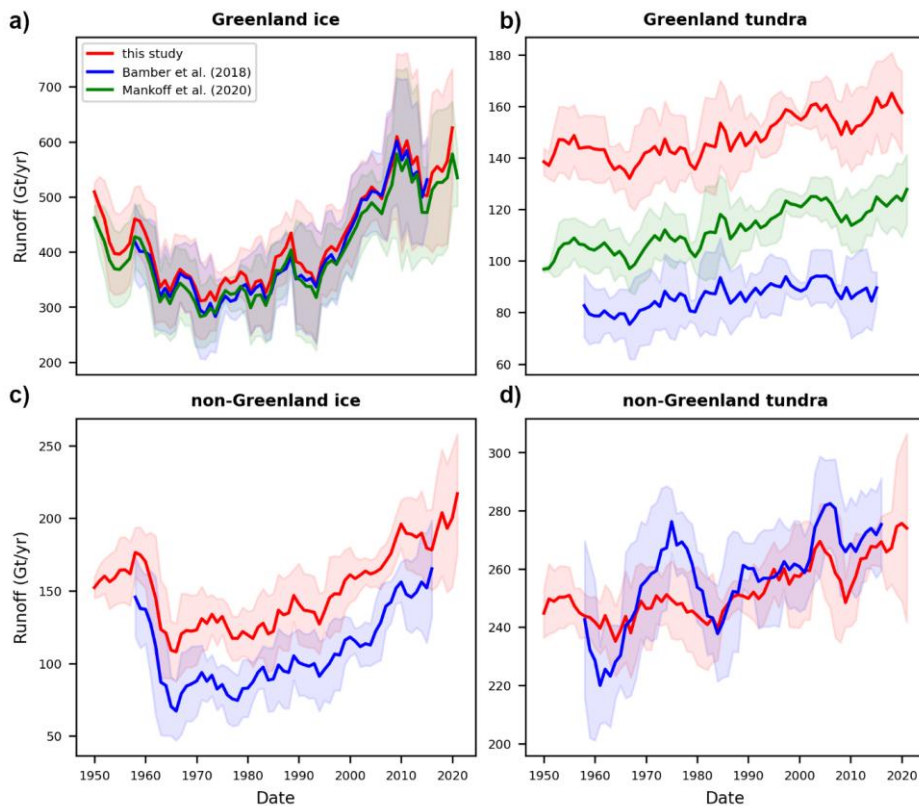 a) Greenland ice
b) Greenland tundra
this study
Bamber et al. (2018)
Mankoff et al. (2020)
Runoff (Gt/yr)
700
600
500
400
300
200
180
160
140
120
100
80
60
c) non-Greenland ice
d) non-Greenland tundra
Runoff (Gt/yr)
250
200
150
100
50
300
280
260
240
220
200
1950 1960 1970 1980 1990 2000 2010 2020
1950 1960 1970 1980 1990 2000 2010 2020
Date
Date